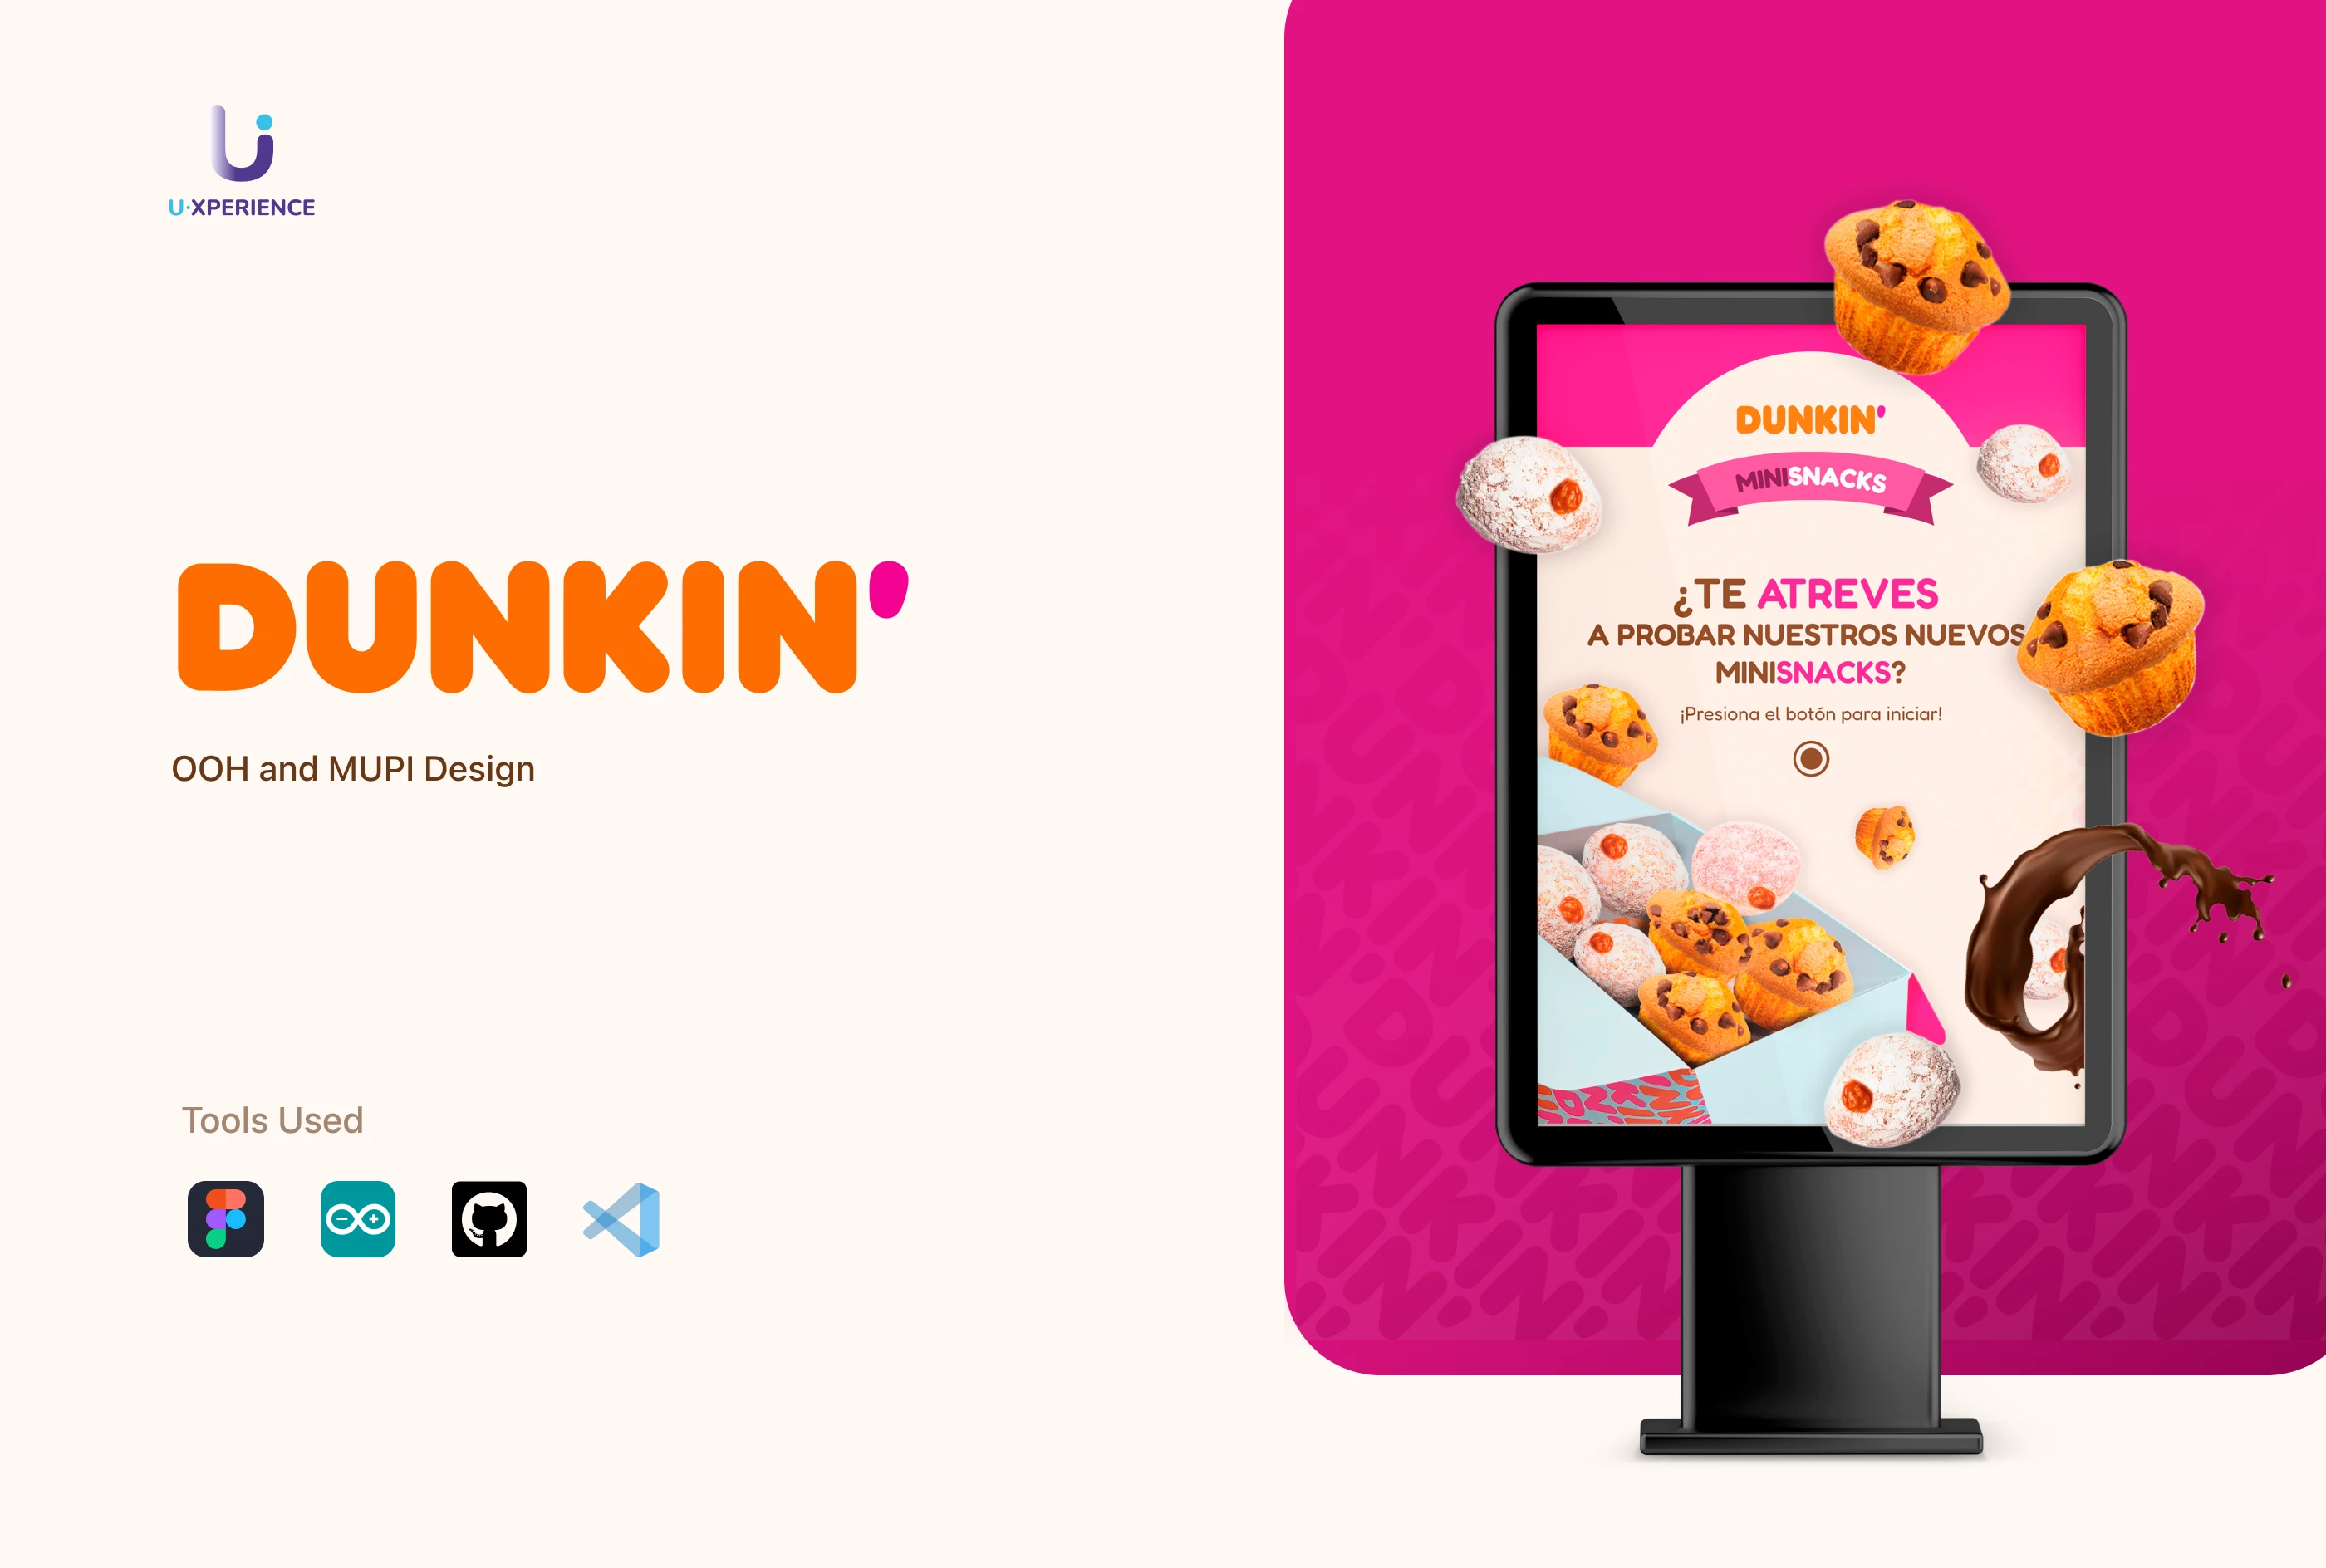 U·XPERIENCE
DUNKIN'
OOH and MUPI Design
Tools Used
DUNKIN'
MINISNACKS
¿TE ATREVES
A PROBAR NUESTROS NUEVOS
MINISNACKS?
¡Presiona el botón para iniciar!